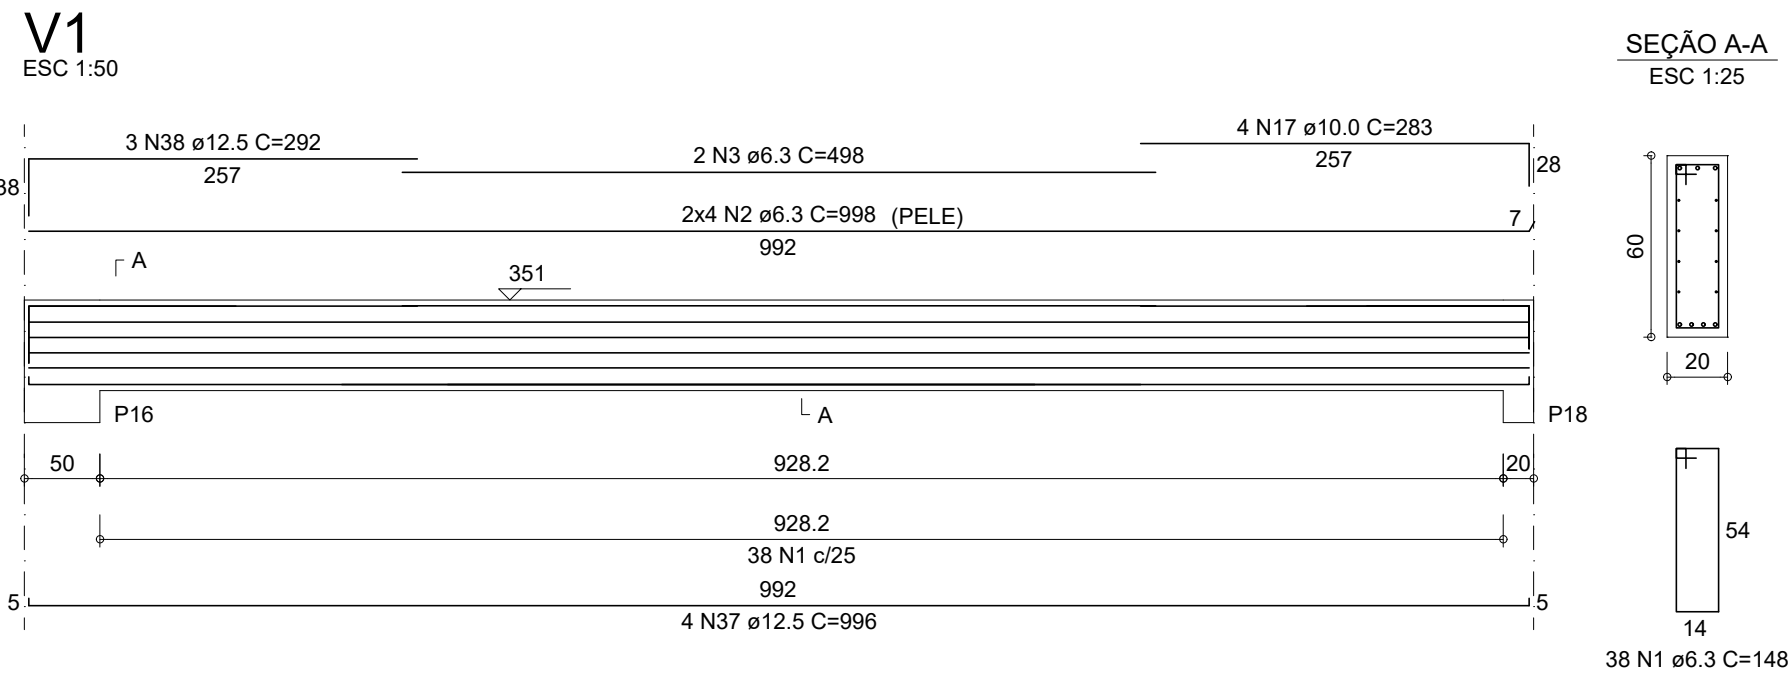 V1
ESC 1:50
SEÇÃO A-A
ESC 1:25
3 N38 ø12.5 C=292
257
2 N3 ø6.3 C=498
4 N17 ø10.0 C=283
257
28
38
2x4 N2 ø6.3 C=998 (PELE)
992
7
A
351
60
20
P16
A
P18
50
928.2
20
928.2
38 N1 c/25
992
5
5
4 N37 ø12.5 C=996
54
14
38 N1 ø6.3 C=148